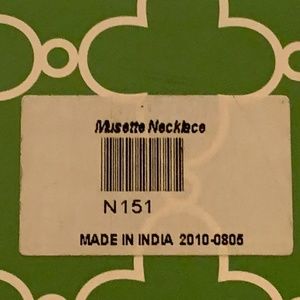 Musette Necklace
N151
MADE IN INDIA 2010-0805